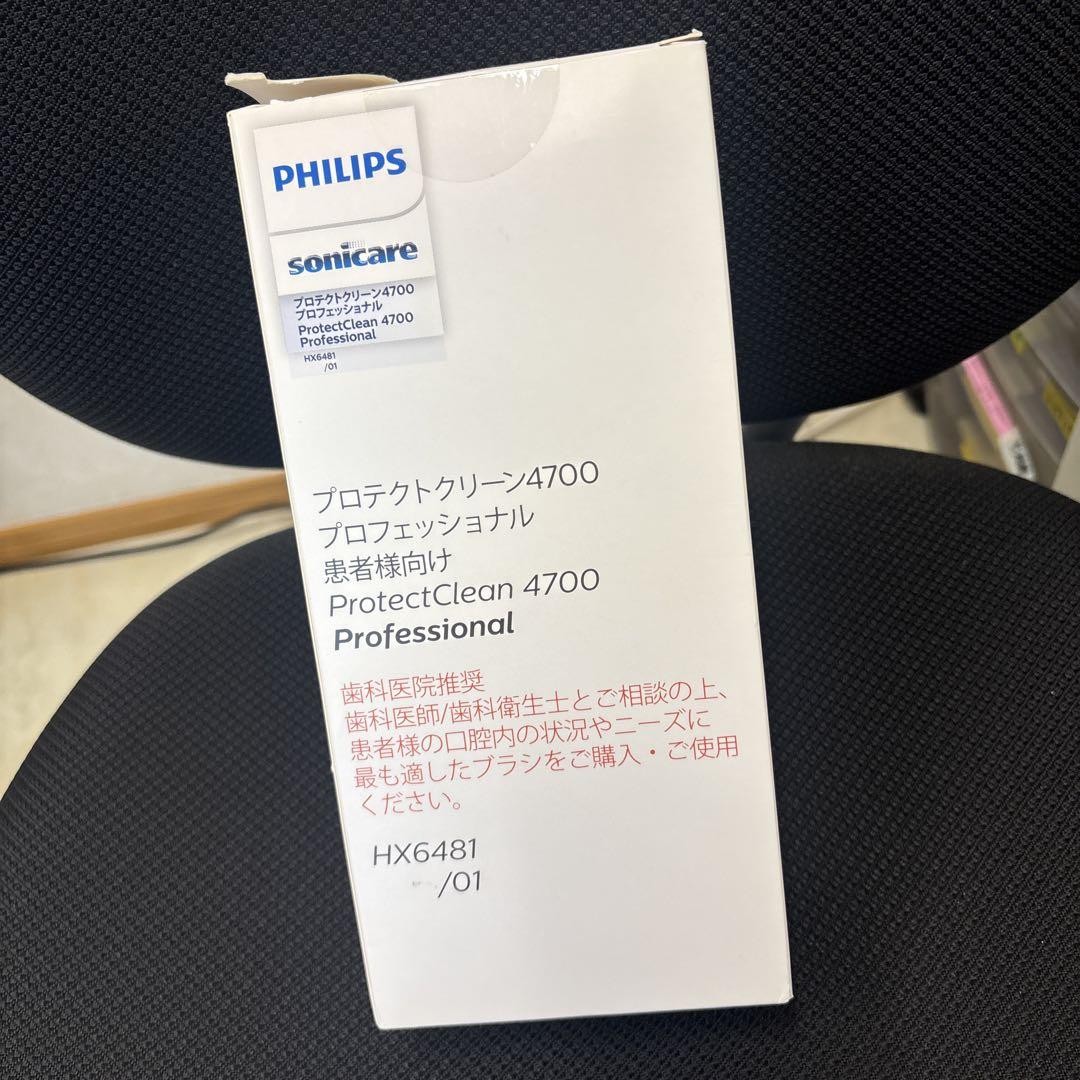 PHILIPS
sonicare
プロテクトクリーン4700
プロフェッショナル
ProtectClean 4700
Professional
HX6481
/01
プロテクトクリーン4700
プロフェッショナル
患者様向け
ProtectClean 4700
Professional
歯科医院推奨
歯科医師/歯科衛生士とご相談の上、
患者様の口腔内の状況やニーズに
最も適したブラシをご購入・ご使用
ください。
HX6481
/01